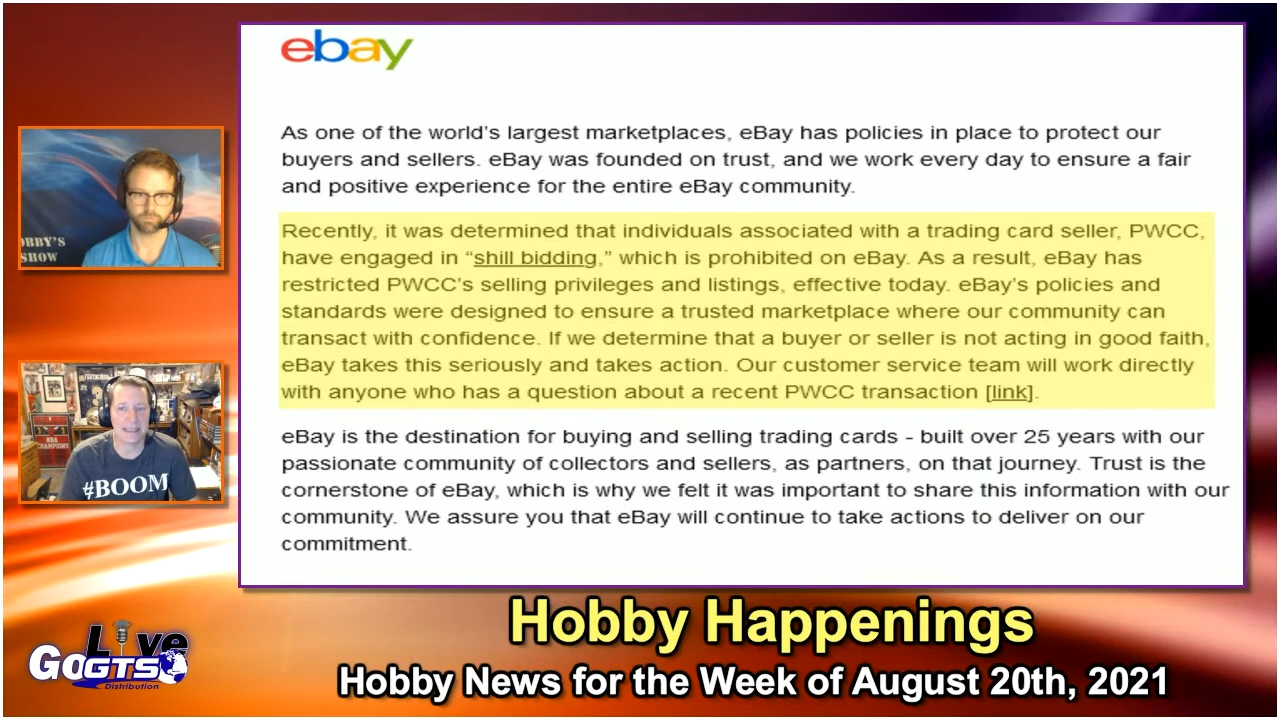 ebay
As one of the world's largest marketplaces, eBay has policies in place to protect our
buyers and sellers. eBay was founded on trust, and we work every day to ensure a fair
and positive experience for the entire eBay community.
Recently, it was determined that individuals associated with a trading card seller, PWCC,
have engaged in “shill bidding,” which is prohibited on eBay. As a result, eBay has
restricted PWCC's selling privileges and listings, effective today. eBay's policies and
standards were designed to ensure a trusted marketplace where our community can
transact with confidence. If we determine that a buyer or seller is not acting in good faith,
eBay takes this seriously and takes action. Our customer service team will work directly
with anyone who has a question about a recent PWCC transaction [link].
eBay is the destination for buying and selling trading cards - built over 25 years with our
passionate community of collectors and sellers, as partners, on that journey. Trust is the
cornerstone of eBay, which is why we felt it was important to share this information with our
community. We assure you that eBay will continue to take actions to deliver on our
commitment.
OBBY'S
SHOW
NBA
CHAMPIONS
#BOOM
Live
GoGTS
Distribution
Hobby Happenings
Hobby News for the Week of August 20th, 2021